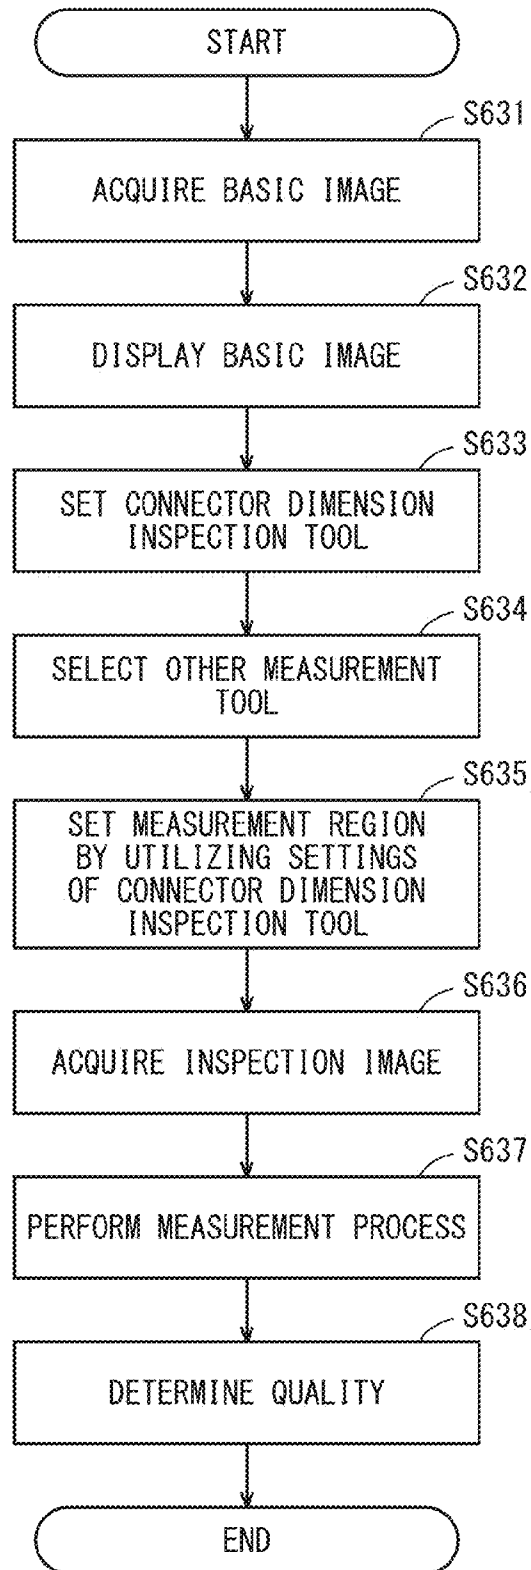 START
S631
ACQUIRE BASIC IMAGE
S632
DISPLAY BASIC IMAGE
S633
SET CONNECTOR DIMENSION
INSPECTION TOOL
S634
SELECT OTHER MEASUREMENT
TOOL
S635
SET MEASUREMENT REGION
BY UTILIZING SETTINGS
OF CONNECTOR DIMENSION
INSPECTION TOOL
S636
ACQUIRE INSPECTION IMAGE
S637
PERFORM MEASUREMENT PROCESS
S638
DETERMINE QUALITY
END